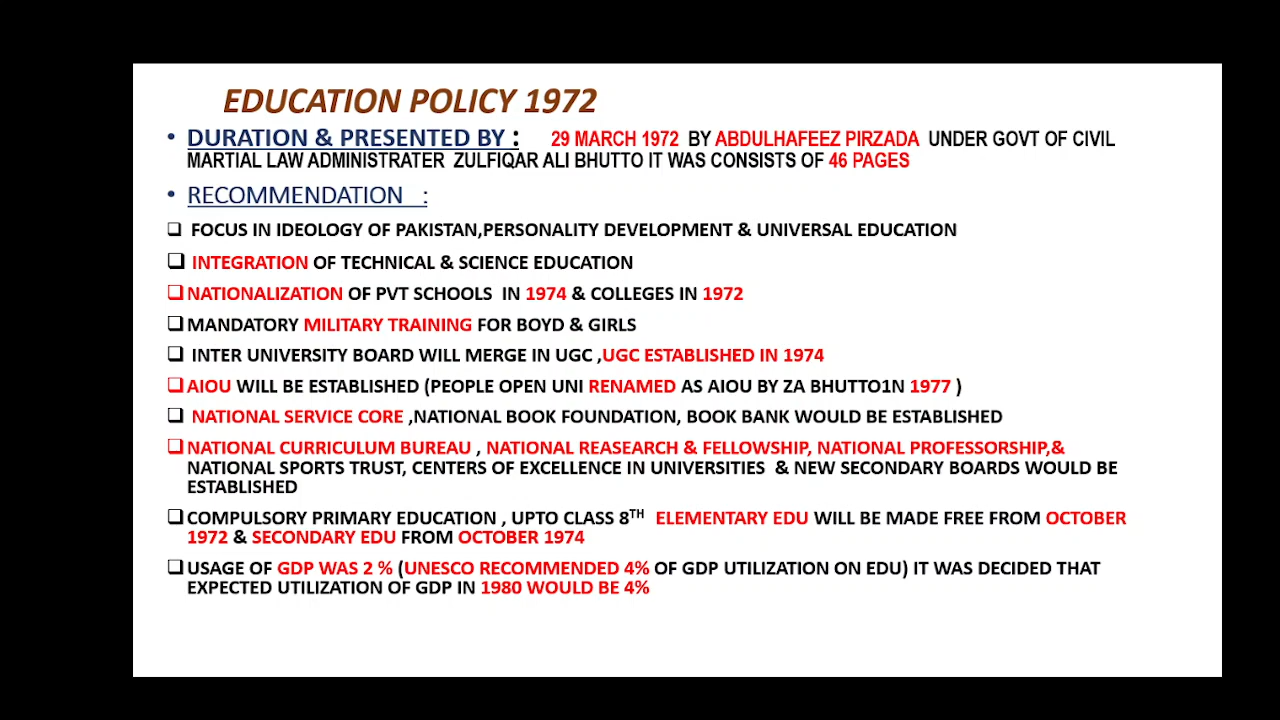 EDUCATION POLICY 1972
• DURATION & PRESENTED BY : 29 MARCH 1972 BY ABDULHAFEEZ PIRZADA UNDER GOVT OF CIVIL
MARTIAL LAW ADMINISTRATER ZULFIQAR ALI BHUTTO IT WAS CONSISTS OF 46 PAGES
• RECOMMENDATION :
❑ FOCUS IN IDEOLOGY OF PAKISTAN,PERSONALITY DEVELOPMENT & UNIVERSAL EDUCATION
❑ INTEGRATION OF TECHNICAL & SCIENCE EDUCATION
❑NATIONALIZATION OF PVT SCHOOLS IN 1974 & COLLEGES IN 1972
❑MANDATORY MILITARY TRAINING FOR BOYD & GIRLS
❑ INTER UNIVERSITY BOARD WILL MERGE IN UGC ,UGC ESTABLISHED IN 1974
❑AIOU WILL BE ESTABLISHED (PEOPLE OPEN UNI RENAMED AS AIOU BY ZA BHUTTO1N 1977 )
❑ NATIONAL SERVICE CORE ,NATIONAL BOOK FOUNDATION, BOOK BANK WOULD BE ESTABLISHED
❑NATIONAL CURRICULUM BUREAU , NATIONAL REASEARCH & FELLOWSHIP, NATIONAL PROFESSORSHIP,&
NATIONAL SPORTS TRUST, CENTERS OF EXCELLENCE IN UNIVERSITIES & NEW SECONDARY BOARDS WOULD BE
ESTABLISHED
❑COMPULSORY PRIMARY EDUCATION , UPTO CLASS 8TH ELEMENTARY EDU WILL BE MADE FREE FROM OCTOBER
1972 & SECONDARY EDU FROM OCTOBER 1974
❑USAGE OF GDP WAS 2 % (UNESCO RECOMMENDED 4% OF GDP UTILIZATION ON EDU) IT WAS DECIDED THAT
EXPECTED UTILIZATION OF GDP IN 1980 WOULD BE 4%